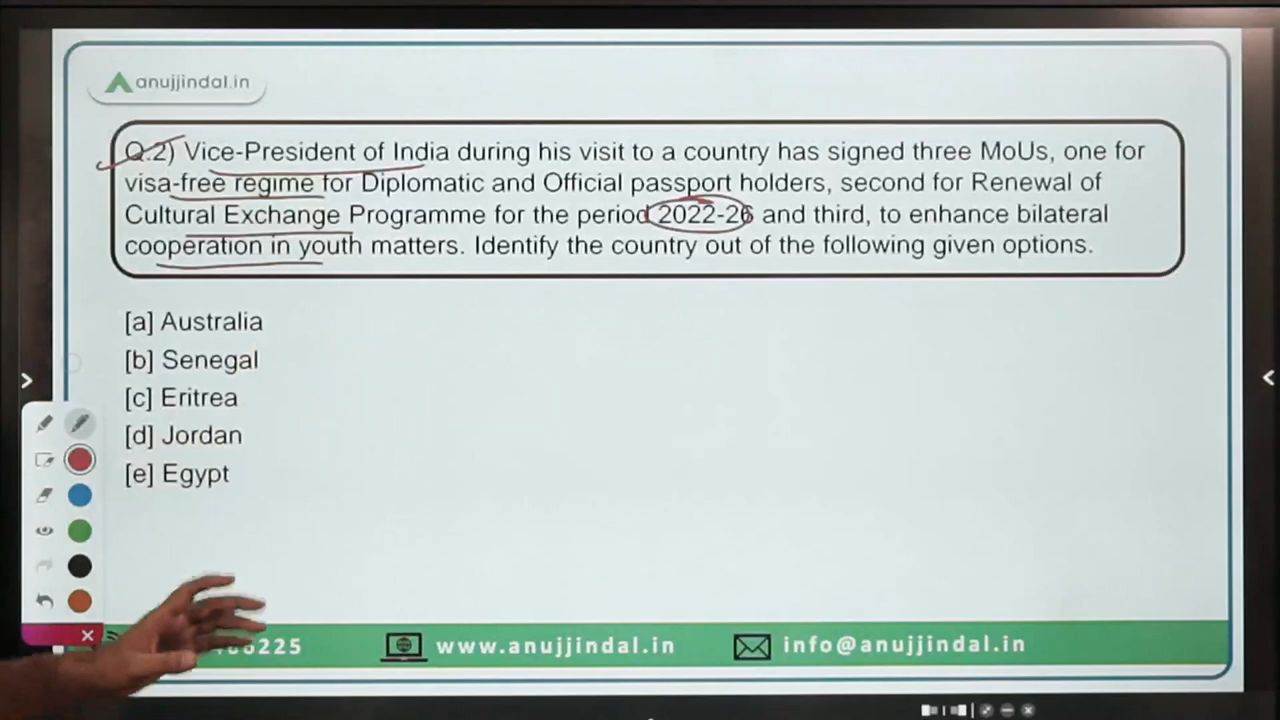 anujjindal.in
Q.2) Vice-President of India during his visit to a country has signed three MoUs, one for
visa-free regime for Diplomatic and Official passport holders, second for Renewal of
Cultural Exchange Programme for the period 2022-26 and third, to enhance bilateral
cooperation in youth matters. Identify the country out of the following given options.
[a] Australia
[b] Senegal
[c] Eritrea
[d] Jordan
[e] Egypt
www.anujjindal.in
info@anujjindal.in